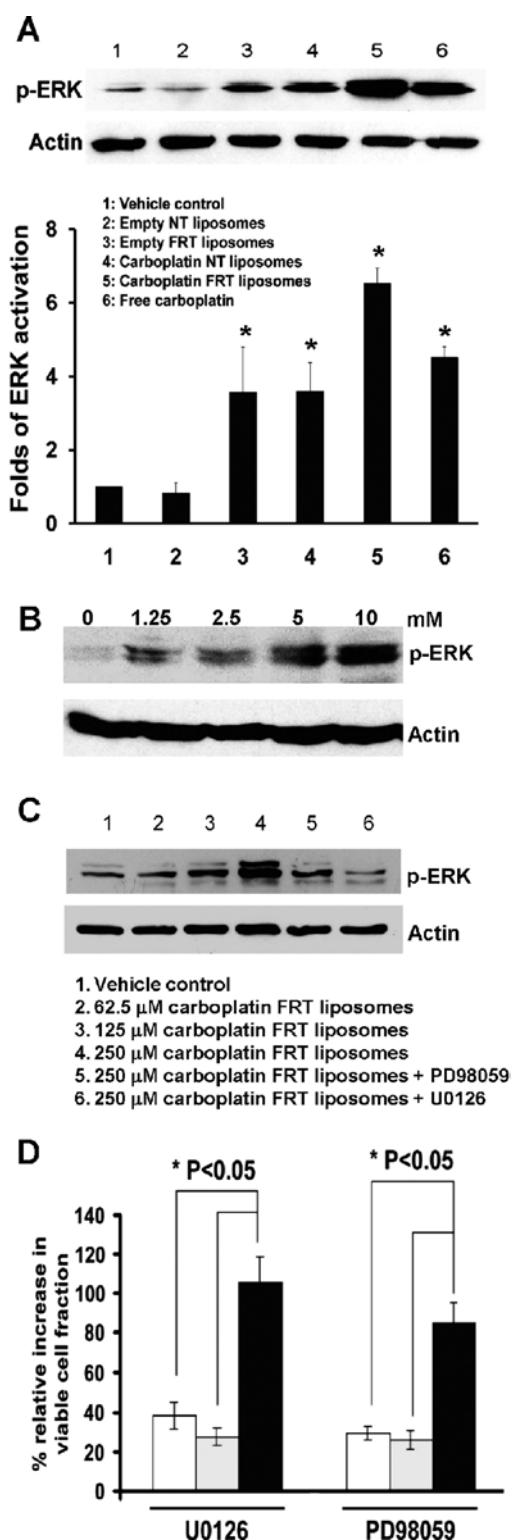 A
1 2 3 4 5 6
p-ERK
Actin
1: Vehicle control
2: Empty NT liposomes
3: Empty FRT liposomes
4: Carboplatin NT liposomes
5: Carboplatin FRT liposomes
6: Free carboplatin
Folds of ERK activation
8
6
4
2
0
* * * *
1 2 3 4 5 6
B
0 1.25 2.5 5 10 mM
p-ERK
Actin
C
1 2 3 4 5 6
p-ERK
Actin
1. Vehicle control
2. 62.5 µM carboplatin FRT liposomes
3. 125 µM carboplatin FRT liposomes
4. 250 µM carboplatin FRT liposomes
5. 250 µM carboplatin FRT liposomes + PD98059
6. 250 µM carboplatin FRT liposomes + U0126
D
* P<0.05 * P<0.05
% relative increase in
viable cell fraction
140
120
100
80
60
40
20
0
U0126 PD98059